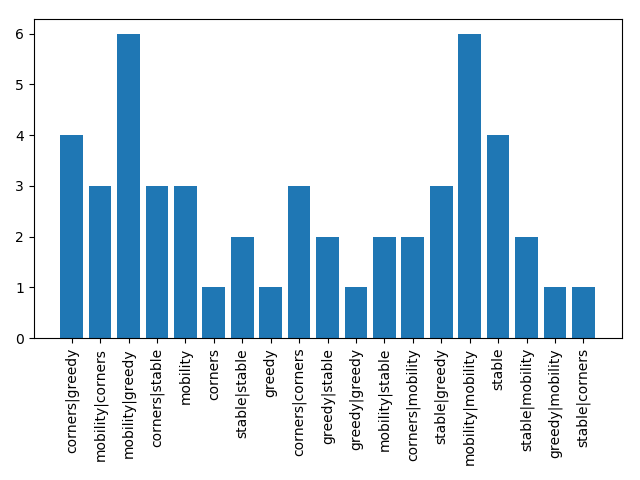 6
5
4
3
2
1
0
corners|greedy
mobility|corners
mobility|greedy
corners|stable
mobility
corners
stable|stable
greedy
corners|corners
greedy|stable
greedy|greedy
mobility|stable
corners|mobility
stable|greedy
mobility|mobility
stable
stable|mobility
greedy|mobility
stable|corners